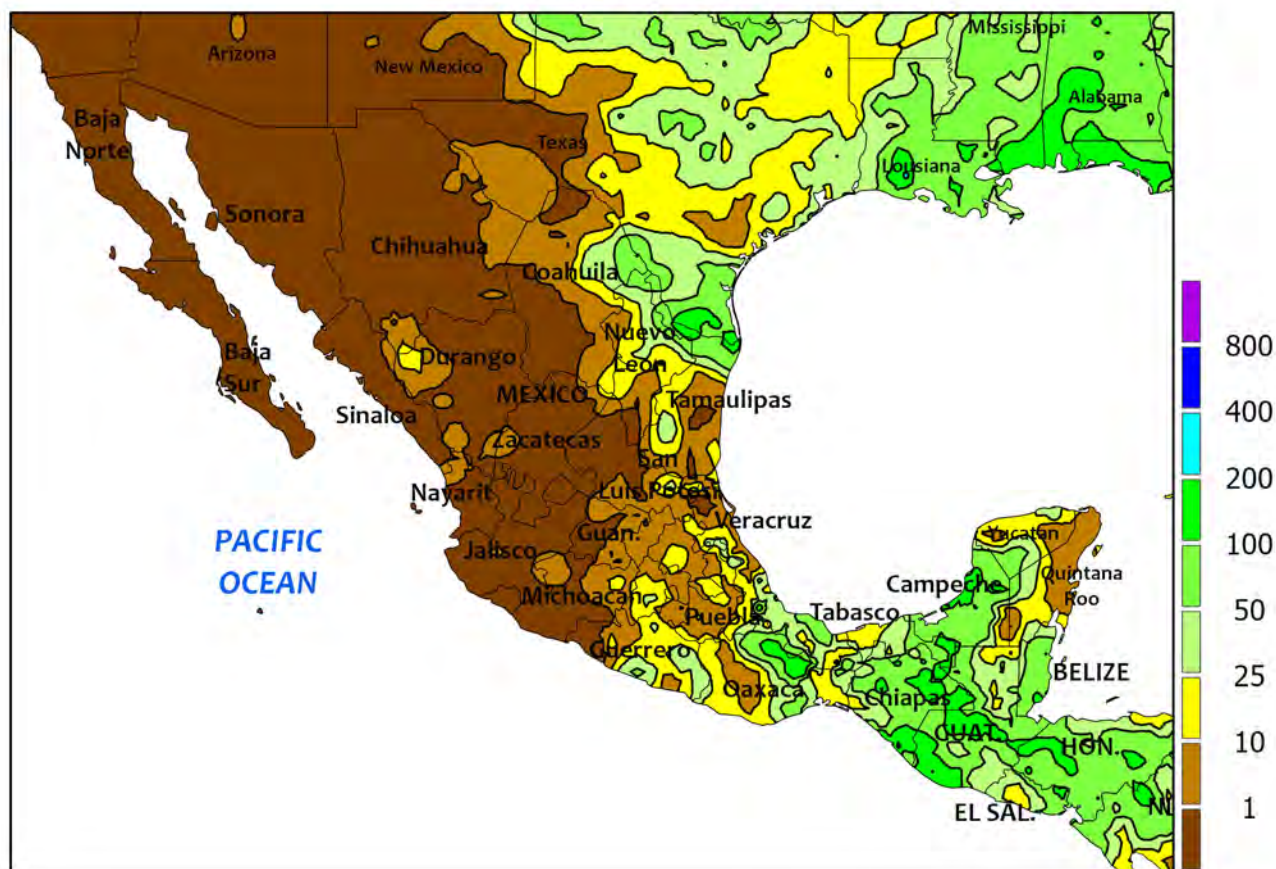 Mississippi
Arizona
New Mexico
Alabama
Baja
Norte
Texas
Lousiana
Sonora
Chihuahua
Coahuila
Nuevo
Leon
Baja
Sur
Durango
MEXICO
Tamaulipas
Sinaloa
Zacatecas
San
Luis Potosi
Nayarit
Veracruz
Guan.
Yucatan
PACIFIC
OCEAN
Jalisco
Michoacan
Campeche
Quintana
Roo
Tabasco
Puebla
Guerrero
BELIZE
Oaxaca
Chiapas
GUAT.
HON.
EL SAL.
800
400
200
100
50
25
10
1